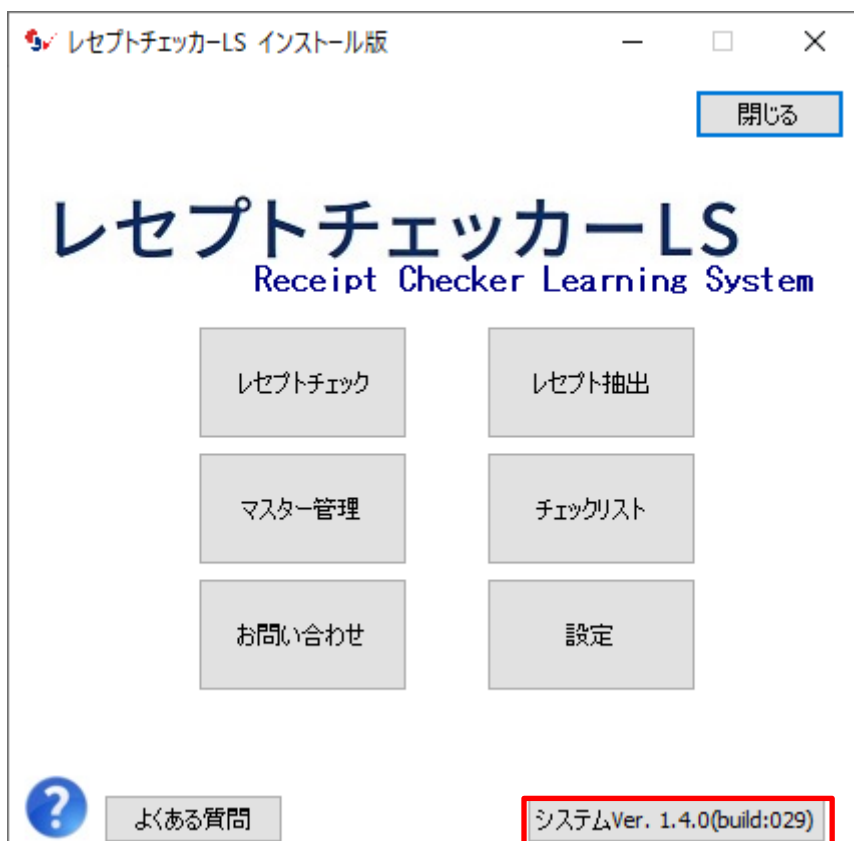 レセプトチェッカーLS インストール版
閉じる
レセプトチェッカーLS
Receipt Checker Learning System
レセプトチェック
レセプト抽出
マスター管理
チェックリスト
お問い合わせ
設定
?
よくある質問
システムVer. 1.4.0(build:029)